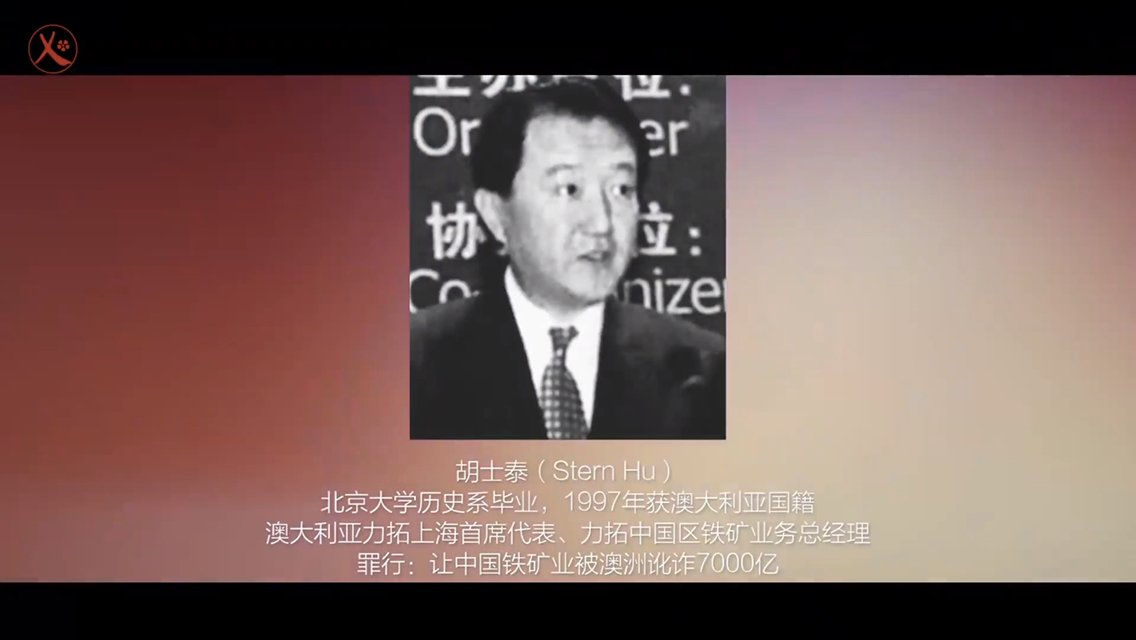 Or er
协 位：
Co- nizer
胡士泰（Stern Hu）
北京大学历史系毕业，1997年获澳大利亚国籍
澳大利亚力拓上海首席代表、力拓中国区铁矿业务总经理
罪行：让中国铁矿业被澳洲讹诈7000亿